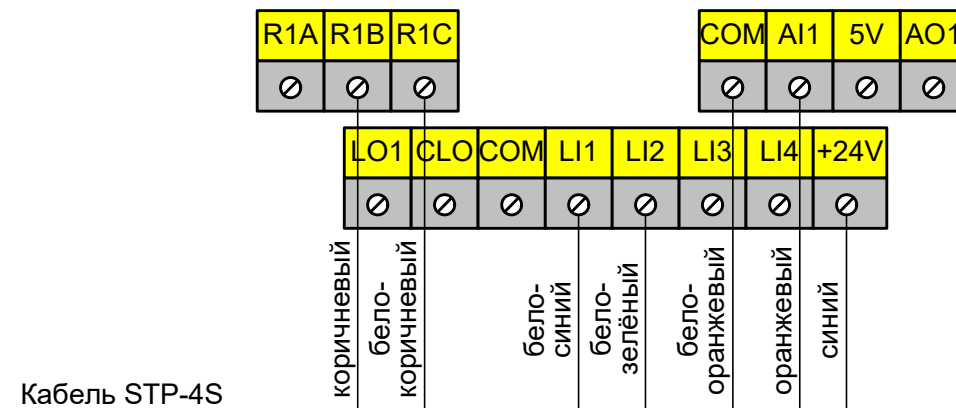 R1A R1B R1C COM AI1 5V AO1
LO1 CLO COM LI1 LI2 LI3 LI4 +24V
коричневый
бело-
коричневый
бело-
синий
бело-
зелёный
бело-
оранжевый
оранжевый
синий
Кабель STP-4S